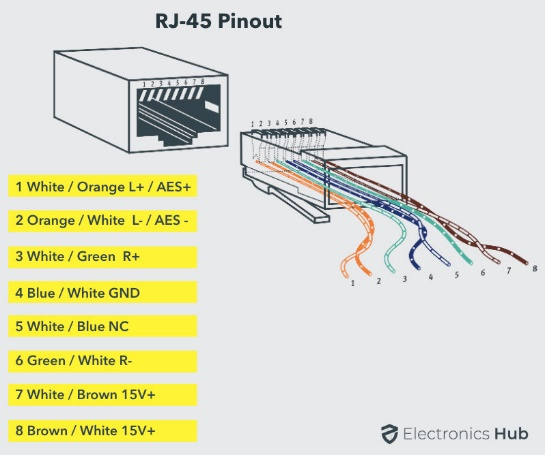 RJ-45 Pinout
1 2 3 4 5 6 7 8
1 2 3 4 5 6 7 8
1 White / Orange L+ / AES+
2 Orange / White L- / AES -
3 White / Green R+
4 Blue / White GND
5 White / Blue NC
6 Green / White R-
7 White / Brown 15V+
8 Brown / White 15V+
1 2 3 4 5 6 7 8
Electronics Hub